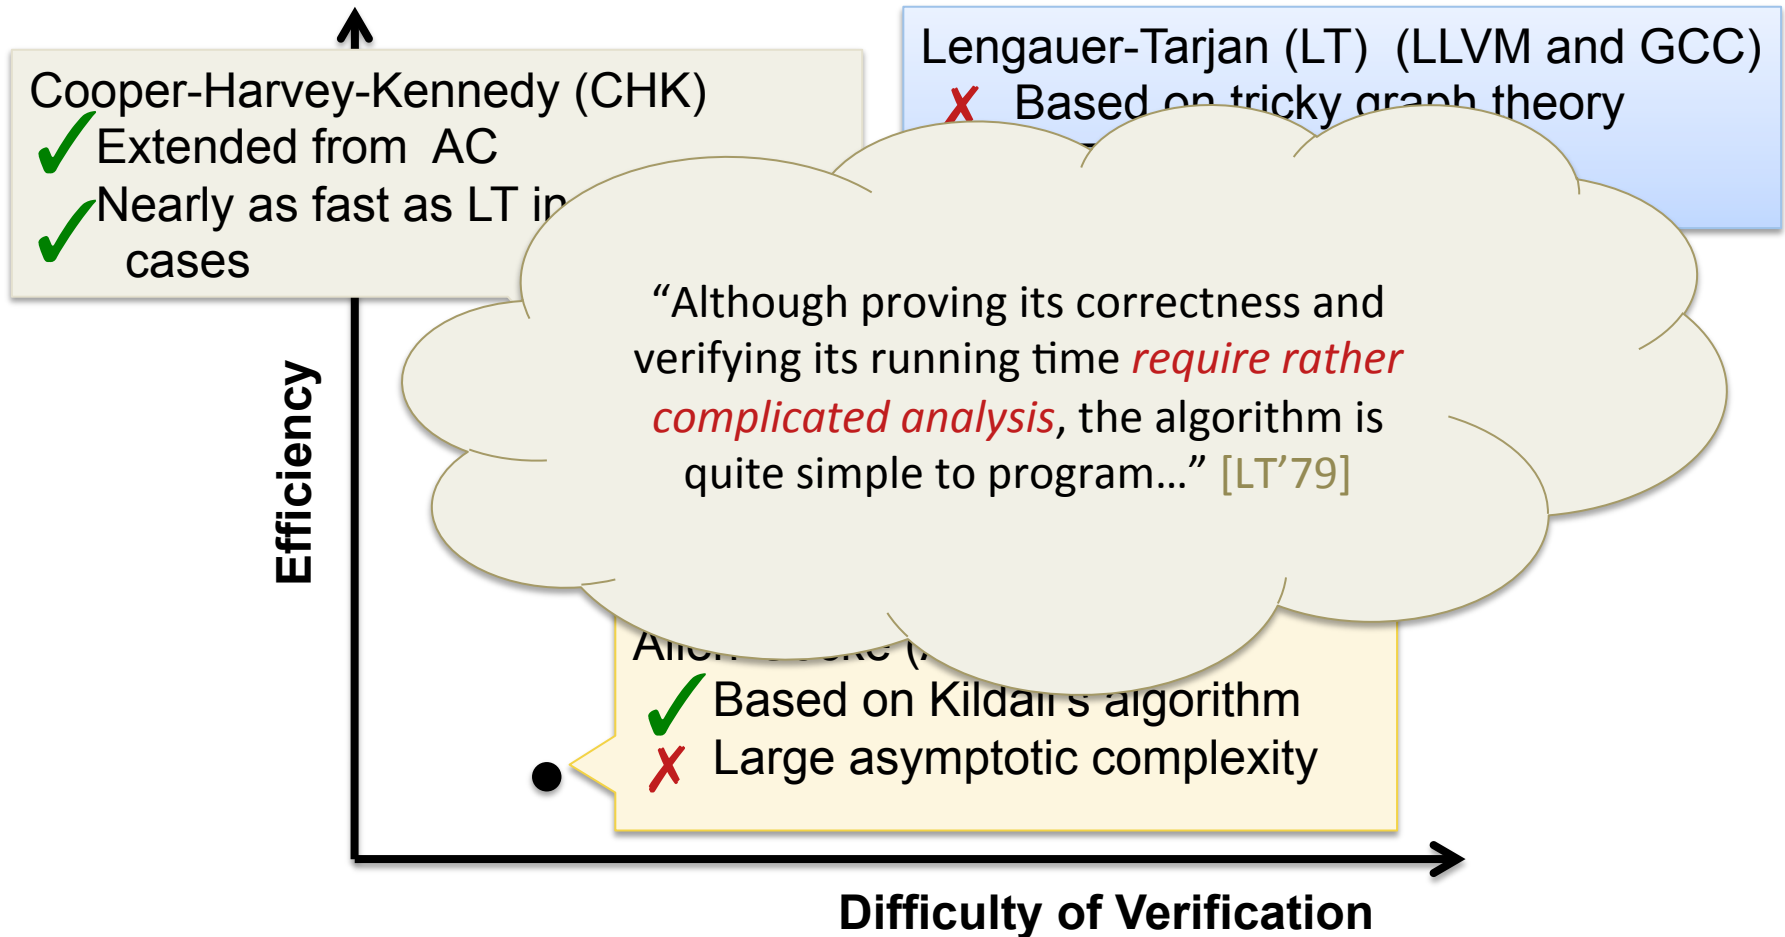 Cooper-Harvey-Kennedy (CHK)
Extended from AC
Nearly as fast as LT in
cases
Lengauer-Tarjan (LT) (LLVM and GCC)
Based on tricky graph theory
“Although proving its correctness and
verifying its running time require rather
complicated analysis, the algorithm is
quite simple to program…” [LT’79]
Based on Kildall's algorithm
Large asymptotic complexity
Efficiency
Difficulty of Verification